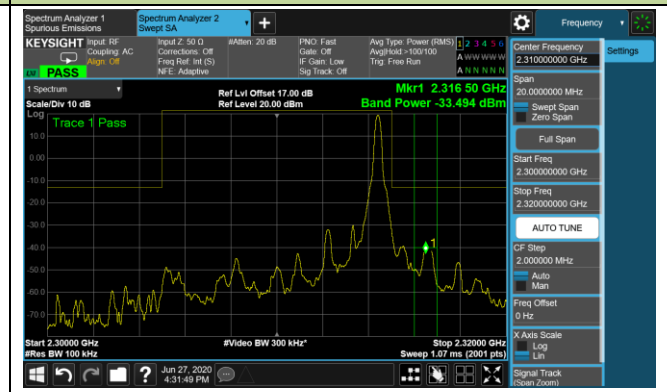 Spectrum Analyzer 1
Spurious Emissions
Spectrum Analyzer 2
Swept SA
+
Frequency
KEYSIGHT
Input: RF
Coupling: AC
Align: Off
Input Z: 50 Ω
Corrections: Off
Freq Ref: Int (S)
NFE: Adaptive
#Atten: 20 dB
PNO: Fast
Gate: Off
IF Gain: Low
Sig Track: Off
Avg Type: Power (RMS)
Avg|Hold:>100/100
Trig: Free Run
1 2 3 4 5 6
A W W W W W
A N N N N N
PASS
1 Spectrum
Scale/Div 10 dB
Ref Lvl Offset 17.00 dB
Ref Level 20.00 dBm
Mkr1 2.316 50 GHz
Band Power -33.494 dBm
Log
Trace 1 Pass
10.0
0.00
-10.0
-20.0
-30.0
-40.0
-50.0
-60.0
-70.0
1
Start 2.30000 GHz
#Res BW 100 kHz
#Video BW 300 kHz*
Stop 2.32000 GHz
Sweep 1.07 ms (2001 pts)
Center Frequency
2.310000000 GHz
Settings
Span
20.0000000 MHz
Swept Span
Zero Span
Full Span
Start Freq
2.300000000 GHz
Stop Freq
2.320000000 GHz
AUTO TUNE
CF Step
2.000000 MHz
Auto
Man
Freq Offset
0 Hz
X Axis Scale
Log
Lin
Signal Track
(Span Zoom)
?
Jun 27, 2020
4:31:49 PM